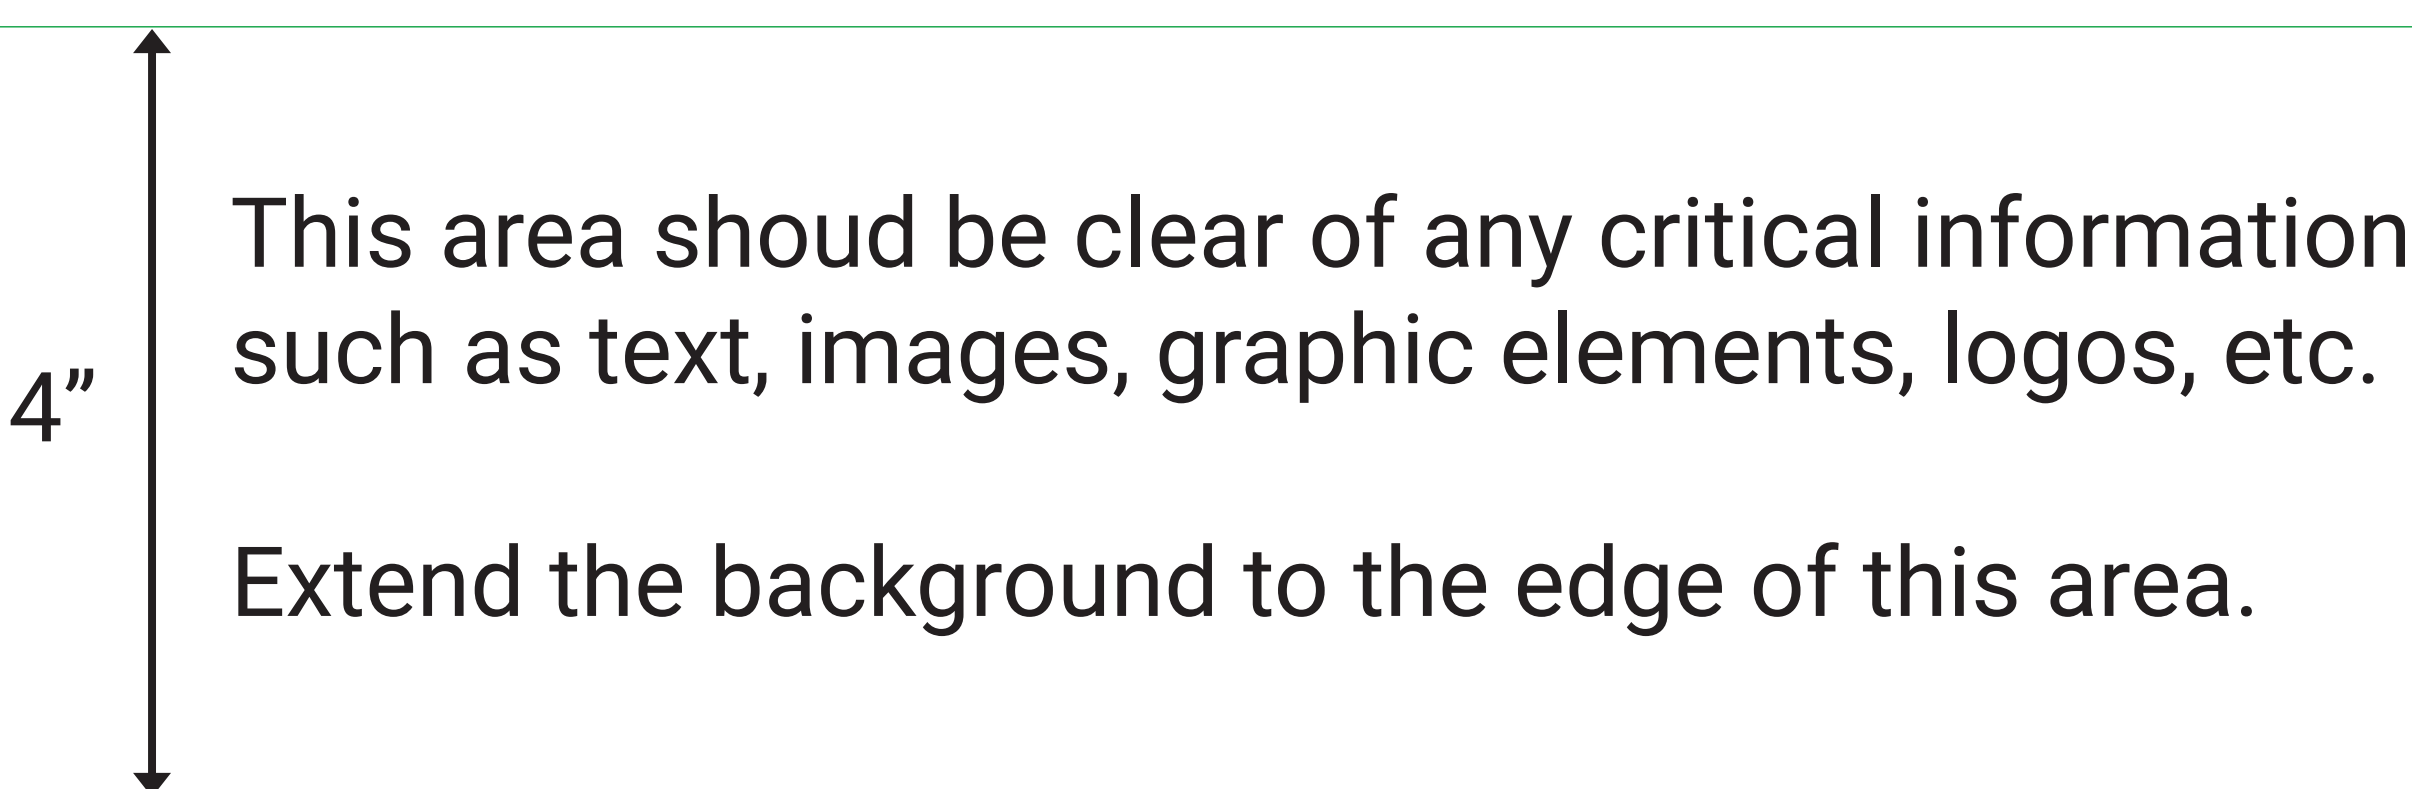 This area shoud be clear of any critical information
such as text, images, graphic elements, logos, etc.
4”
Extend the background to the edge of this area.